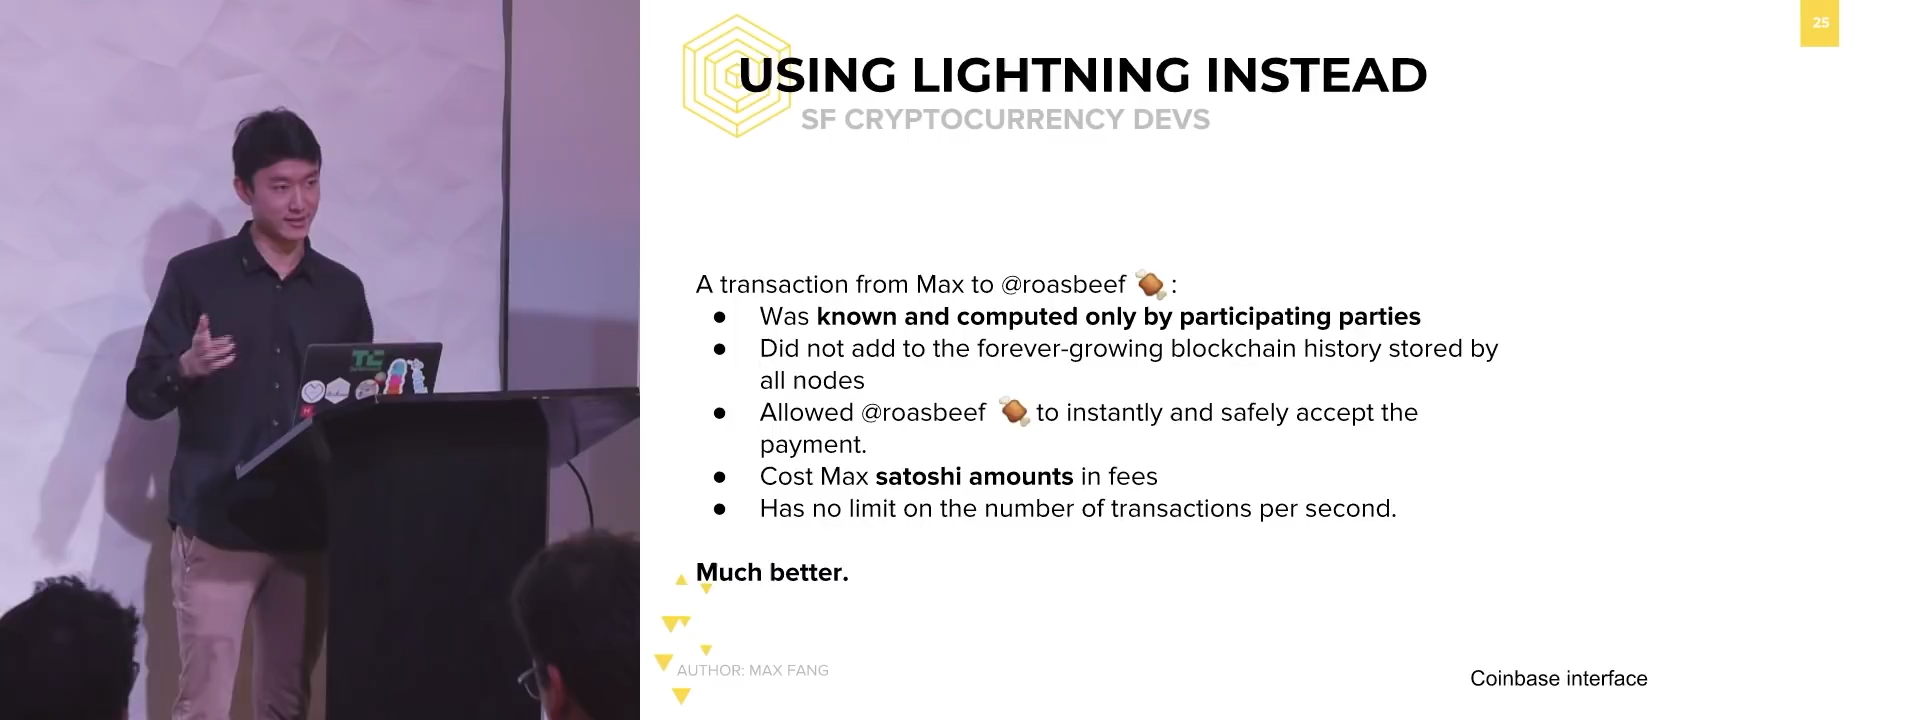 25
USING LIGHTNING INSTEAD
SF CRYPTOCURRENCY DEVS
A transaction from Max to @roasbeef 🍖 :
● Was known and computed only by participating parties
● Did not add to the forever-growing blockchain history stored by
all nodes
● Allowed @roasbeef 🍖 to instantly and safely accept the
payment.
● Cost Max satoshi amounts in fees
● Has no limit on the number of transactions per second.
Much better.
AUTHOR: MAX FANG
Coinbase interface
TC